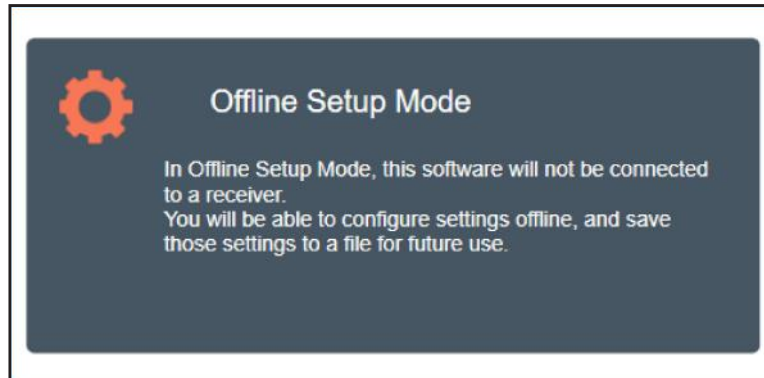 Offline Setup Mode
In Offline Setup Mode, this software will not be connected
to a receiver.
You will be able to configure settings offline, and save
those settings to a file for future use.